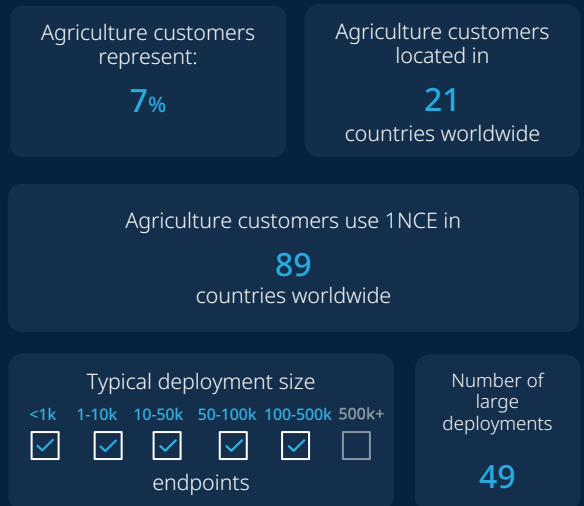 Agriculture customers
represent:
7%
Agriculture customers
located in
21
countries worldwide
Agriculture customers use 1NCE in
89
countries worldwide
Typical deployment size
<1k 1-10k 10-50k 50-100k 100-500k 500k+
endpoints
Number of
large
deployments
49